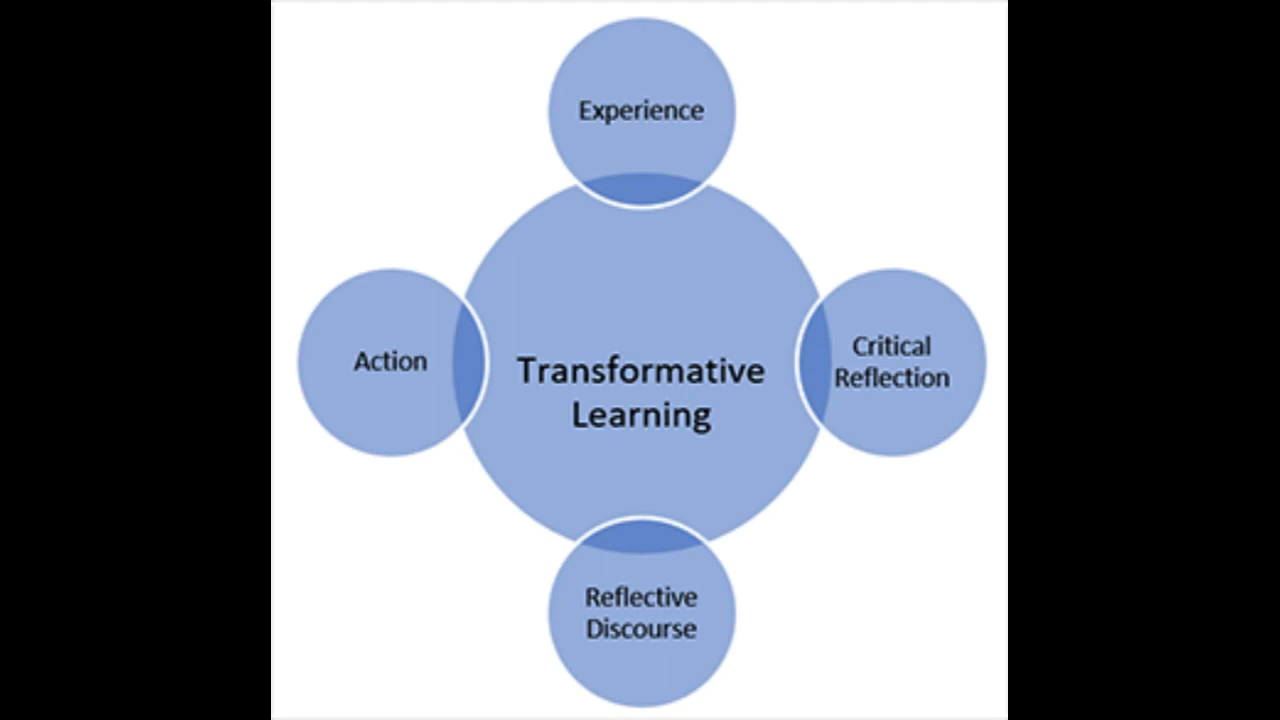 Experience
Action
Transformative
Learning
Critical
Reflection
Reflective
Discourse